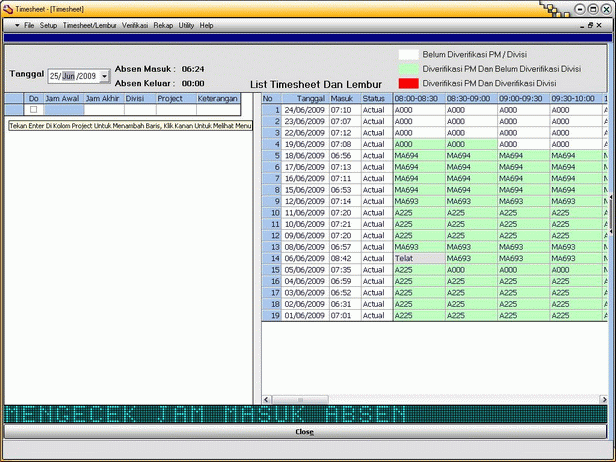 Timesheet - [Timesheet]
File Setup Timesheet/Lembur Verifikasi Rekap Utility Help
Belum Diverifikasi PM / Divisi
Absen Masuk : 06:24
Diverifikasi PM Dan Belum Diverifikasi Divisi
Tanggal 25/Jun/2009
Absen Keluar : 00:00
List Timesheet Dan Lembur
Diverifikasi PM Dan Diverifikasi Divisi
Do Jam Awal Jam Akhir Divisi Project Keterangan
Tekan Enter Di Kolom Project Untuk Menambah Baris, Klik Kanan Untuk Melihat Menu
No Tanggal Masuk Status 08:00-08:30 08:30-09:00 09:00-09:30 09:30-10:00 1
1 24/06/2009 07:10 Actual A000 A000 A000 A000 A
2 23/06/2009 07:07 Actual A000 A000 A000 A000 A
3 22/06/2009 07:12 Actual A000 A000 A000 A000 A
4 19/06/2009 07:08 Actual A000 A000 A000 A000 A
5 18/06/2009 06:56 Actual MA694 MA694 MA694 MA694 M
6 17/06/2009 07:13 Actual MA694 MA694 MA694 MA694 M
7 16/06/2009 07:11 Actual MA694 MA694 MA694 MA694 M
8 15/06/2009 06:53 Actual MA694 MA694 MA694 MA694 M
9 12/06/2009 07:14 Actual MA693 MA693 MA693 MA693 M
10 11/06/2009 07:20 Actual A225 A225 A225 A225 A
11 10/06/2009 07:21 Actual A225 A225 A225 A225 A
12 09/06/2009 07:20 Actual A225 A225 A225 A225 A
13 08/06/2009 06:57 Actual MA693 MA693 MA693 MA693 M
14 06/06/2009 08:42 Actual Telat MA693 MA693 MA693 M
15 05/06/2009 07:35 Actual A225 A000 A000 A000 M
16 04/06/2009 06:59 Actual A225 A225 A225 A225 A
17 03/06/2009 06:52 Actual A225 A225 A225 A225 A
18 02/06/2009 06:31 Actual A225 A225 A225 A225 A
19 01/06/2009 07:01 Actual A225 A225 A225 A225 A
MENGECEK JAM MASUK ABSEN
Close